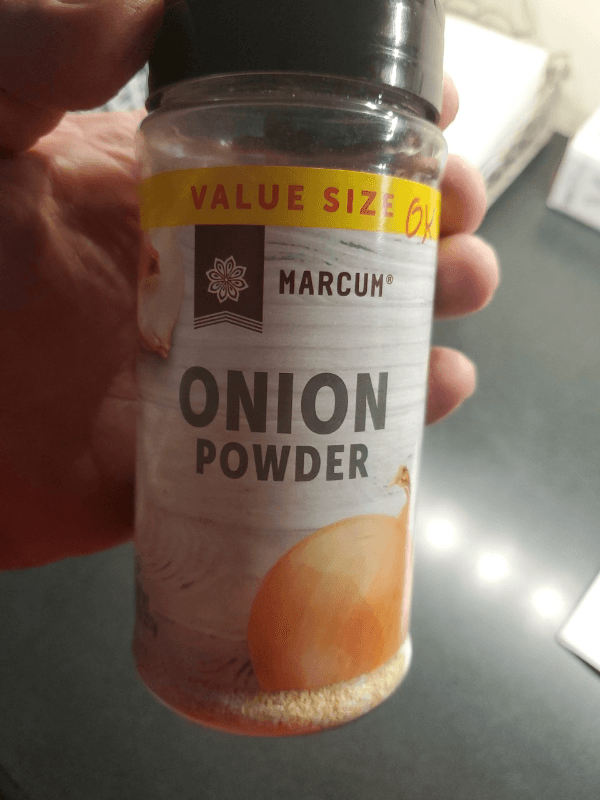 VALUE SIZE
MARCUM®
ONION
POWDER